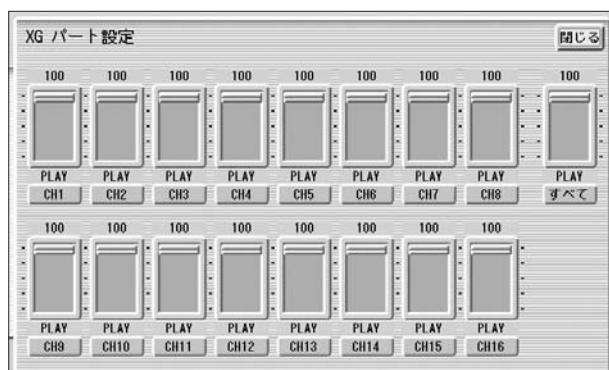 XG パート設定 閉じる
100 100 100 100 100 100 100 100 100
PLAY PLAY PLAY PLAY PLAY PLAY PLAY PLAY PLAY
CH1 CH2 CH3 CH4 CH5 CH6 CH7 CH8 すべて
100 100 100 100 100 100 100 100
PLAY PLAY PLAY PLAY PLAY PLAY PLAY PLAY
CH9 CH10 CH11 CH12 CH13 CH14 CH15 CH16